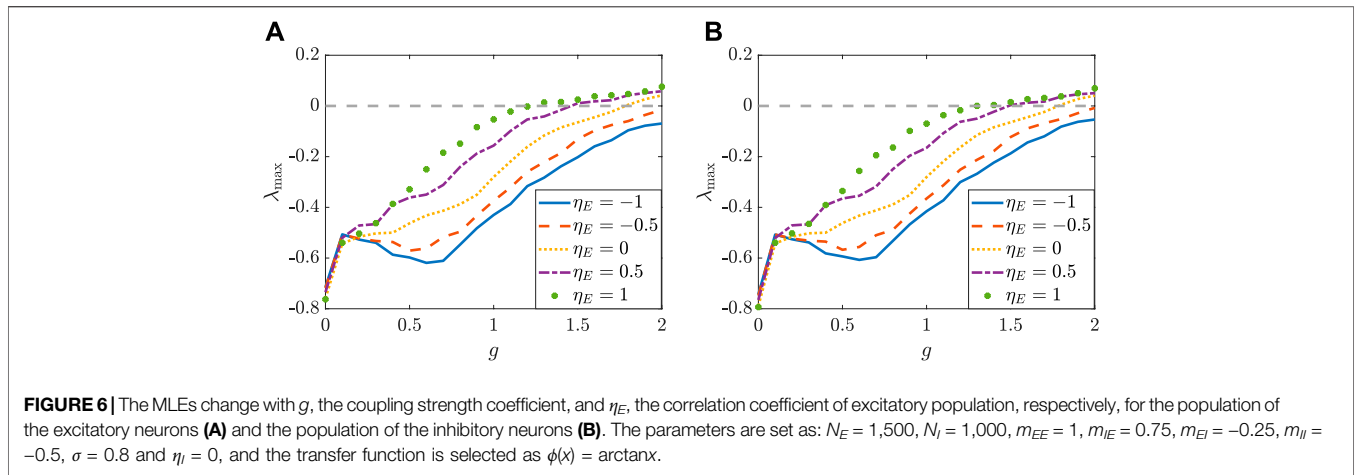 A
0.2
0
-0.2
-0.4
-0.6
-0.8
λmax
0
0.5
1
1.5
2
g
ηE = −1
ηE = −0.5
ηE = 0
ηE = 0.5
ηE = 1
B
0.2
0
-0.2
-0.4
-0.6
-0.8
λmax
0
0.5
1
1.5
2
g
ηE = −1
ηE = −0.5
ηE = 0
ηE = 0.5
ηE = 1
FIGURE 6 | The MLEs change with g, the coupling strength coefficient, and ηE, the correlation coefficient of excitatory population, respectively, for the population of
the excitatory neurons (A) and the population of the inhibitory neurons (B). The parameters are set as: NE = 1,500, NI = 1,000, mEE = 1, mIE = 0.75, mEI = −0.25, mII =
−0.5, σ = 0.8 and ηI = 0, and the transfer function is selected as ϕ(x) = arctanx.